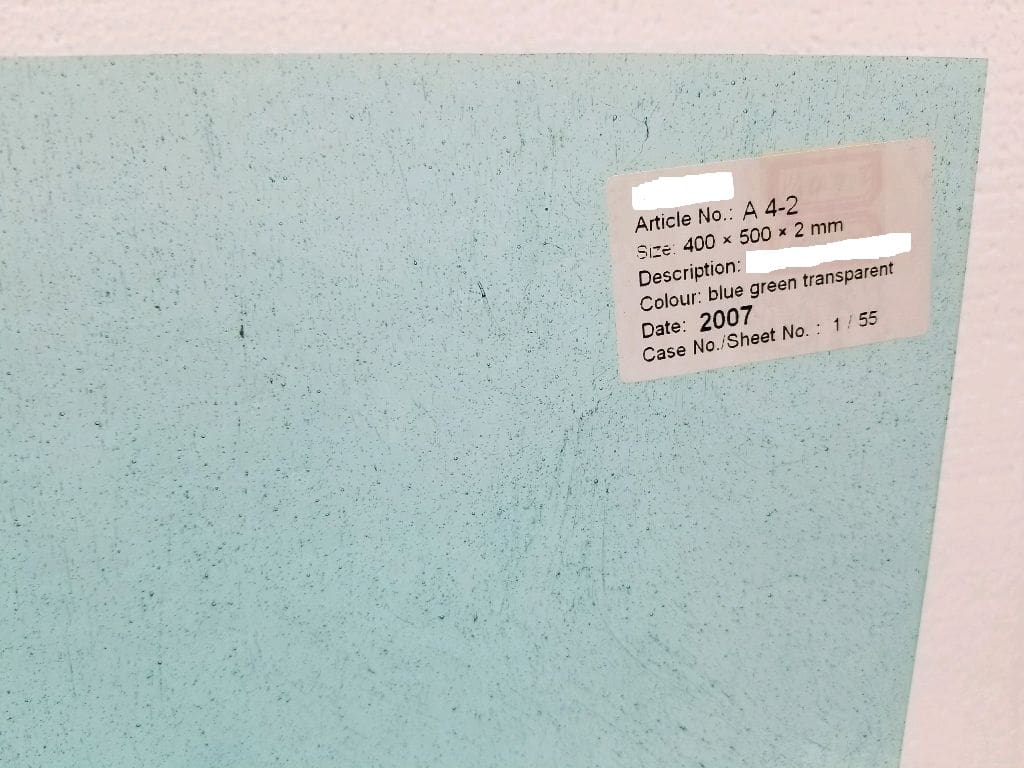 Article No.: A 4-2
Size: 400 × 500 × 2 mm
Description:
Colour: blue green transparent
Date: 2007
Case No./Sheet No. : 1 / 55